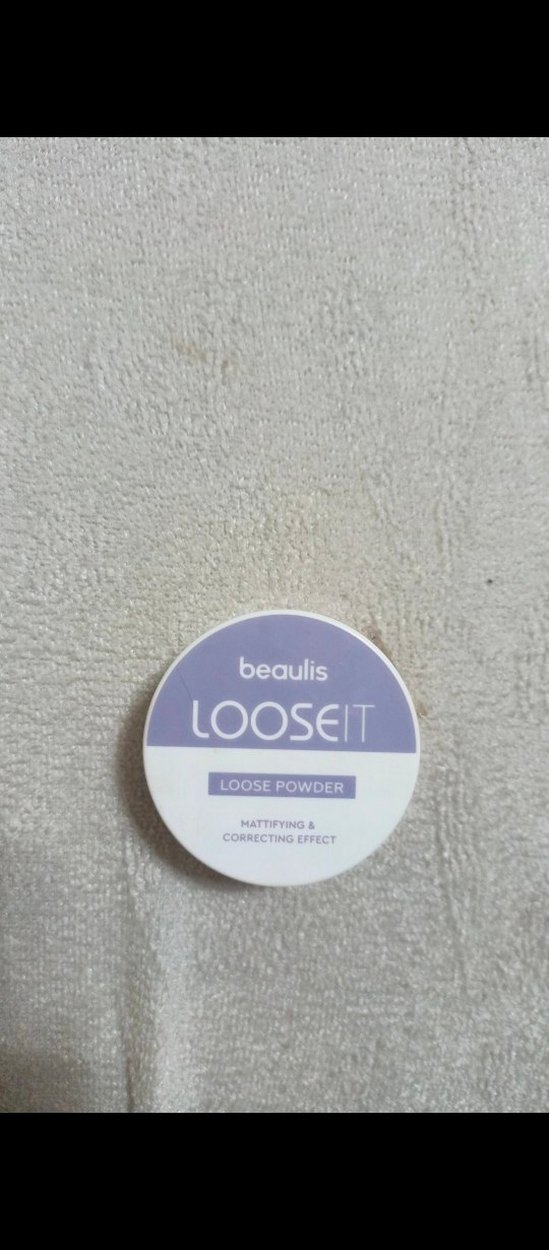 beaulis
LOOSEIT
LOOSE POWDER
MATTIFYING &
CORRECTING EFFECT